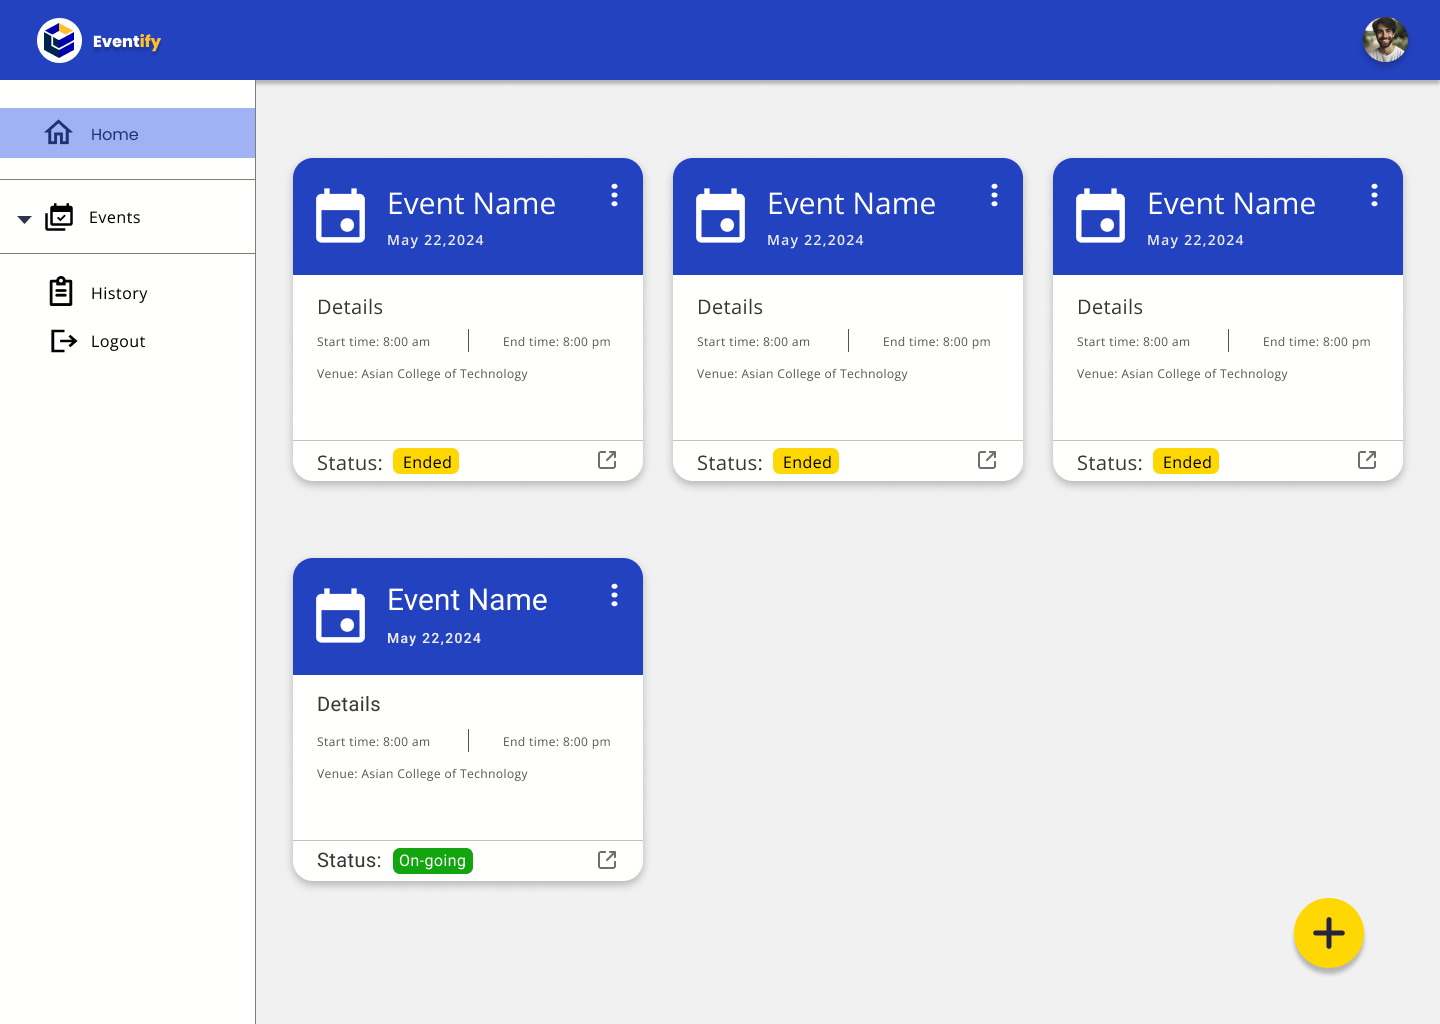 Eventify
Home
Events
History
Logout
Event Name
May 22,2024
Details
Start time: 8:00 am
End time: 8:00 pm
Venue: Asian College of Technology
Status: Ended
Event Name
May 22,2024
Details
Start time: 8:00 am
End time: 8:00 pm
Venue: Asian College of Technology
Status: Ended
Event Name
May 22,2024
Details
Start time: 8:00 am
End time: 8:00 pm
Venue: Asian College of Technology
Status: Ended
Event Name
May 22,2024
Details
Start time: 8:00 am
End time: 8:00 pm
Venue: Asian College of Technology
Status: On-going